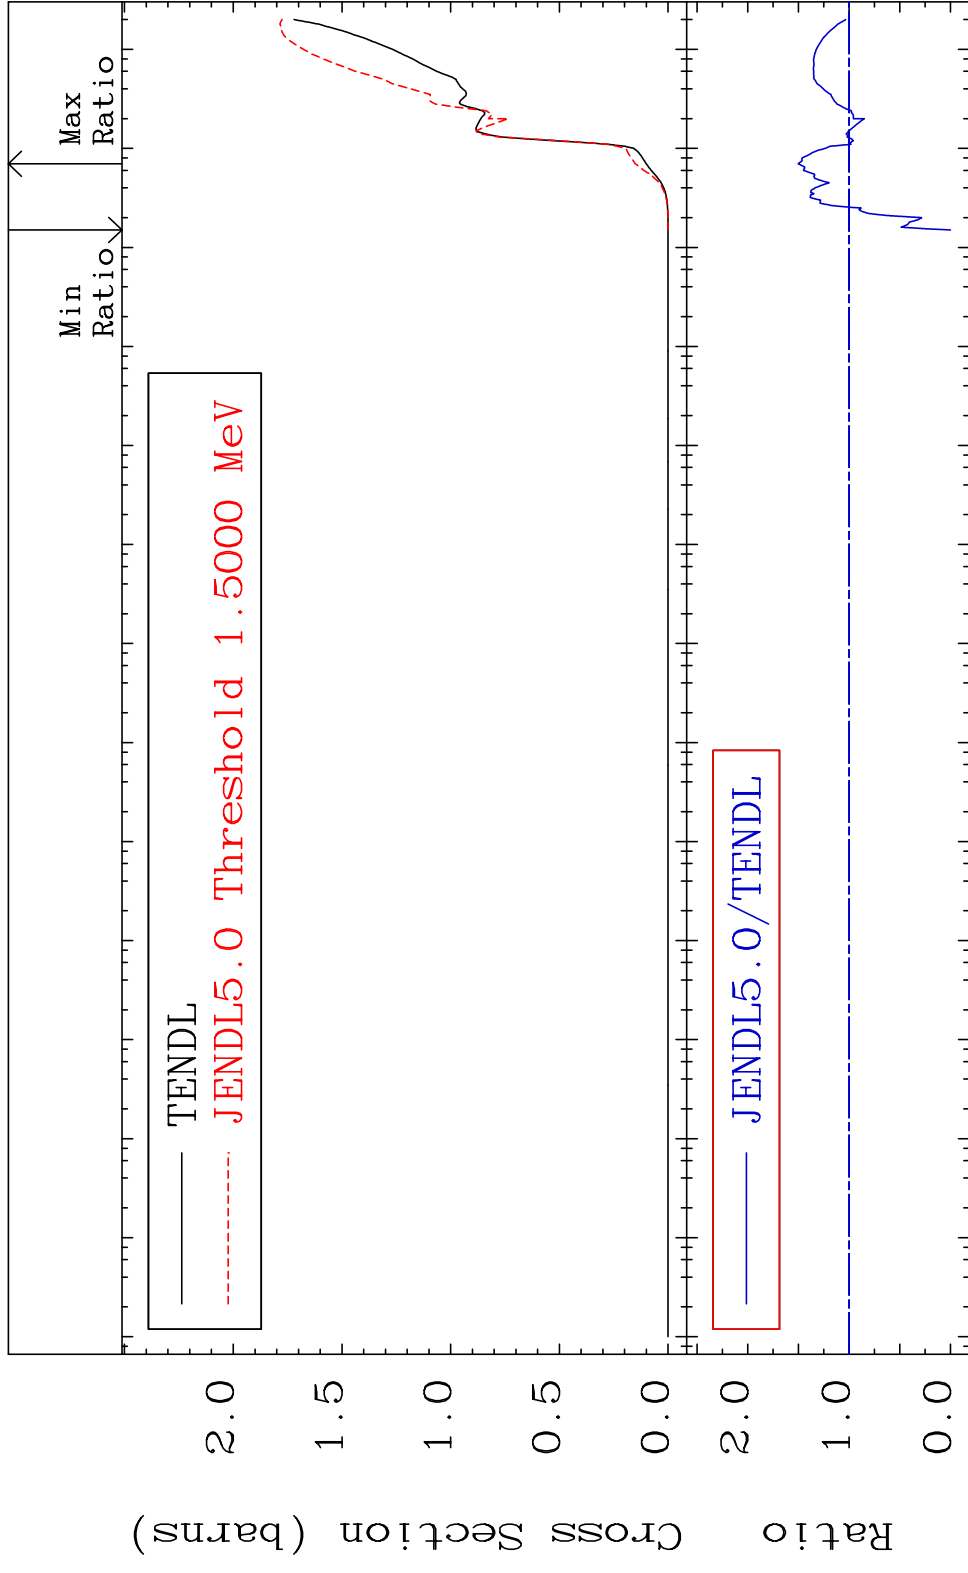 Min
Ratio
Max
Ratio
TENDL
JENDL5.0 Threshold 1.5000 MeV
Cross Section (barns)
2.0
1.5
1.0
0.5
0.0
JENDL5.0/TENDL
Ratio
2.0
1.0
0.0